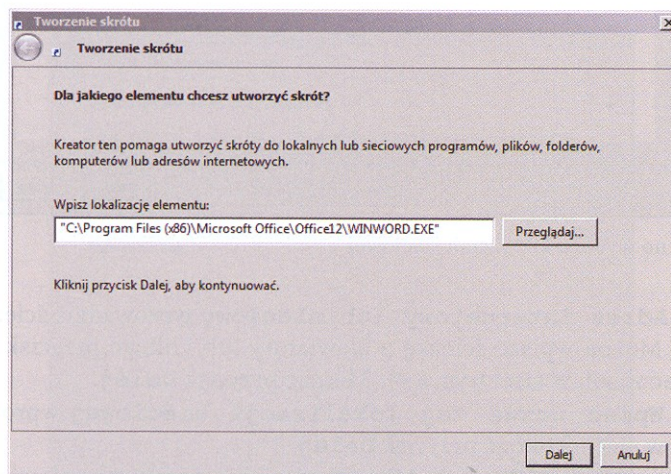 Tworzenie skrótu
Tworzenie skrótu
Dla jakiego elementu chcesz utworzyć skrót?
Kreator ten pomaga utworzyć skróty do lokalnych lub sieciowych programów, plików, folderów,
komputerów lub adresów internetowych.
Wpisz lokalizację elementu:
"C:\Program Files (x86)\Microsoft Office\Office12\WINWORD.EXE"
Przeglądaj...
Kliknij przycisk Dalej, aby kontynuować.
Dalej
Anuluj